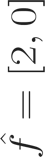 f̂ = [2,0]